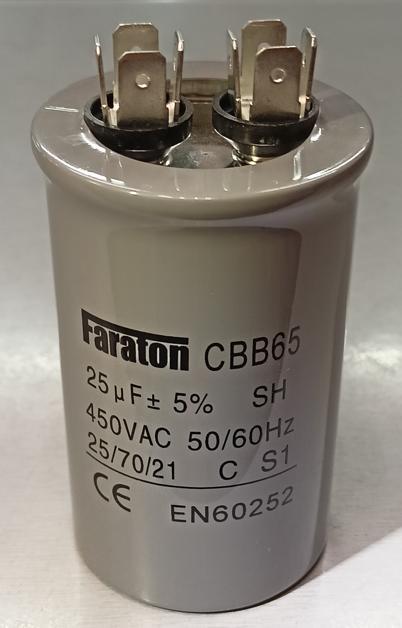 Faraton CBB65
25µF± 5% SH
450VAC 50/60Hz
25/70/21 C S1
CE EN60252